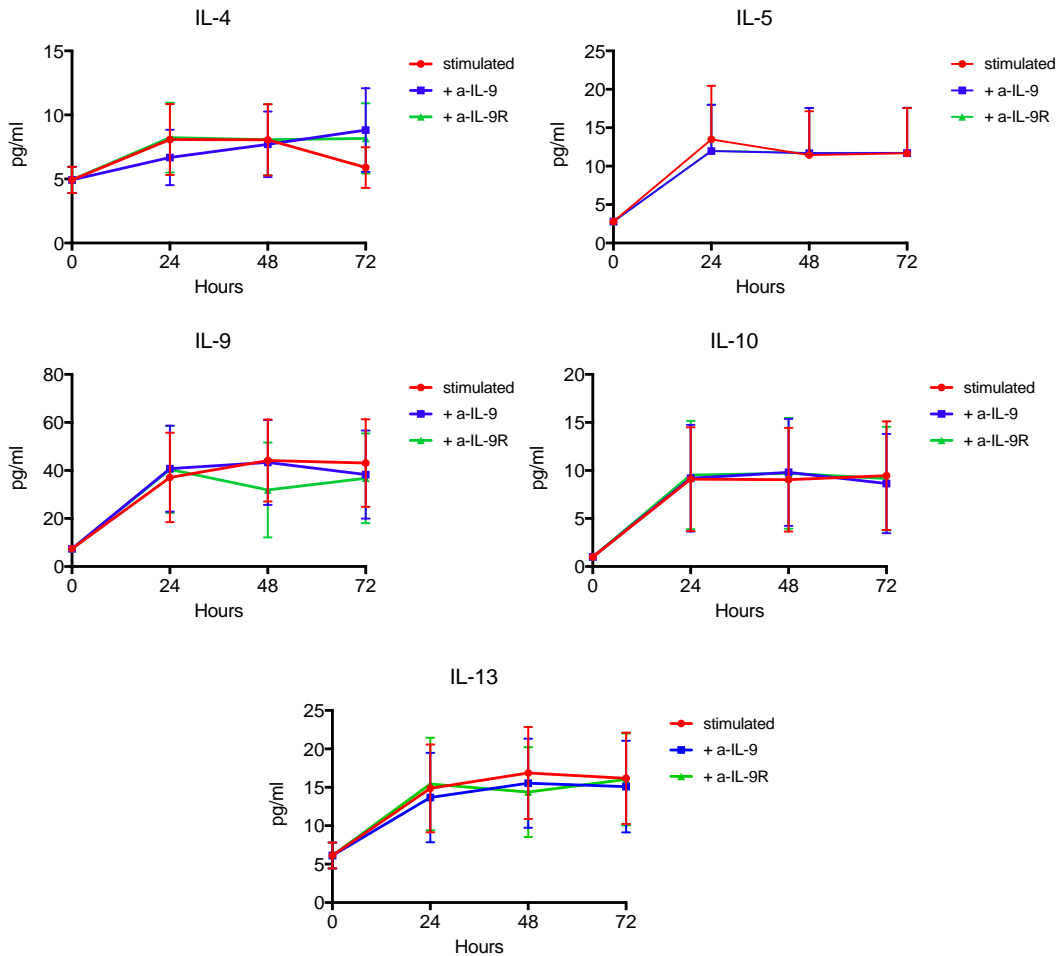 IL-4
pg/ml
15
10
5
0
0 24 48 72
Hours
stimulated
+ a-IL-9
+ a-IL-9R
IL-5
pg/ml
25
20
15
10
5
0
0 24 48 72
Hours
stimulated
+ a-IL-9
+ a-IL-9R
IL-9
pg/ml
80
60
40
20
0
0 24 48 72
Hours
stimulated
+ a-IL-9
+ a-IL-9R
IL-10
pg/ml
20
15
10
5
0
0 24 48 72
Hours
stimulated
+ a-IL-9
+ a-IL-9R
IL-13
pg/ml
25
20
15
10
5
0
0 24 48 72
Hours
stimulated
+ a-IL-9
+ a-IL-9R